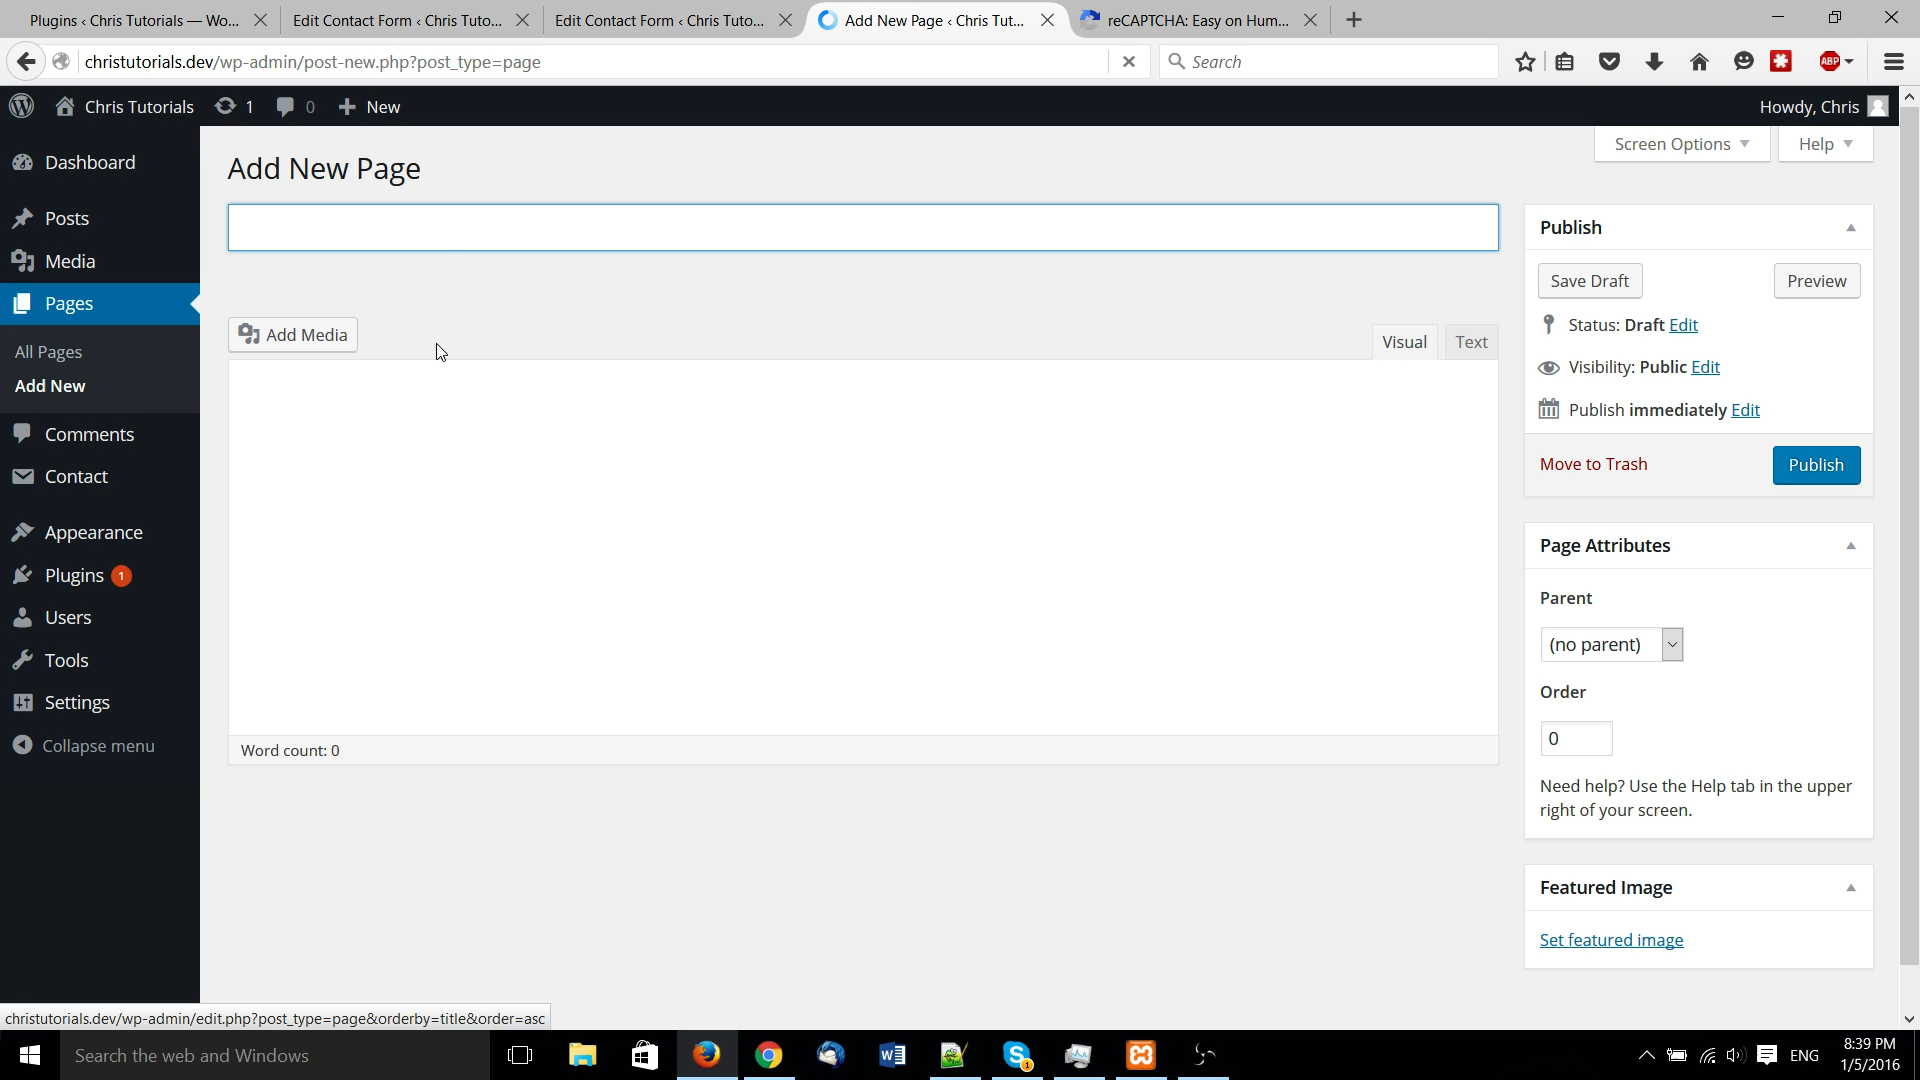 Plugins ‹ Chris Tutorials — Wo...
Edit Contact Form ‹ Chris Tuto...
Edit Contact Form ‹ Chris Tuto...
Add New Page ‹ Chris Tut...
reCAPTCHA: Easy on Hum...
christutorials.dev/wp-admin/post-new.php?post_type=page
Search
ABP
Chris Tutorials
1
0
New
Howdy, Chris
Dashboard
Posts
Media
Pages
All Pages
Add New
Comments
Contact
Appearance
Plugins 1
Users
Tools
Settings
Collapse menu
Screen Options
Help
Add New Page
Add Media
Visual
Text
Word count: 0
Publish
Save Draft
Preview
Status: Draft Edit
Visibility: Public Edit
Publish immediately Edit
Move to Trash
Publish
Page Attributes
Parent
(no parent)
Order
0
Need help? Use the Help tab in the upper
right of your screen.
Featured Image
Set featured image
christutorials.dev/wp-admin/edit.php?post_type=page&orderby=title&order=asc
Search the web and Windows
1
ENG
8:39 PM
1/5/2016